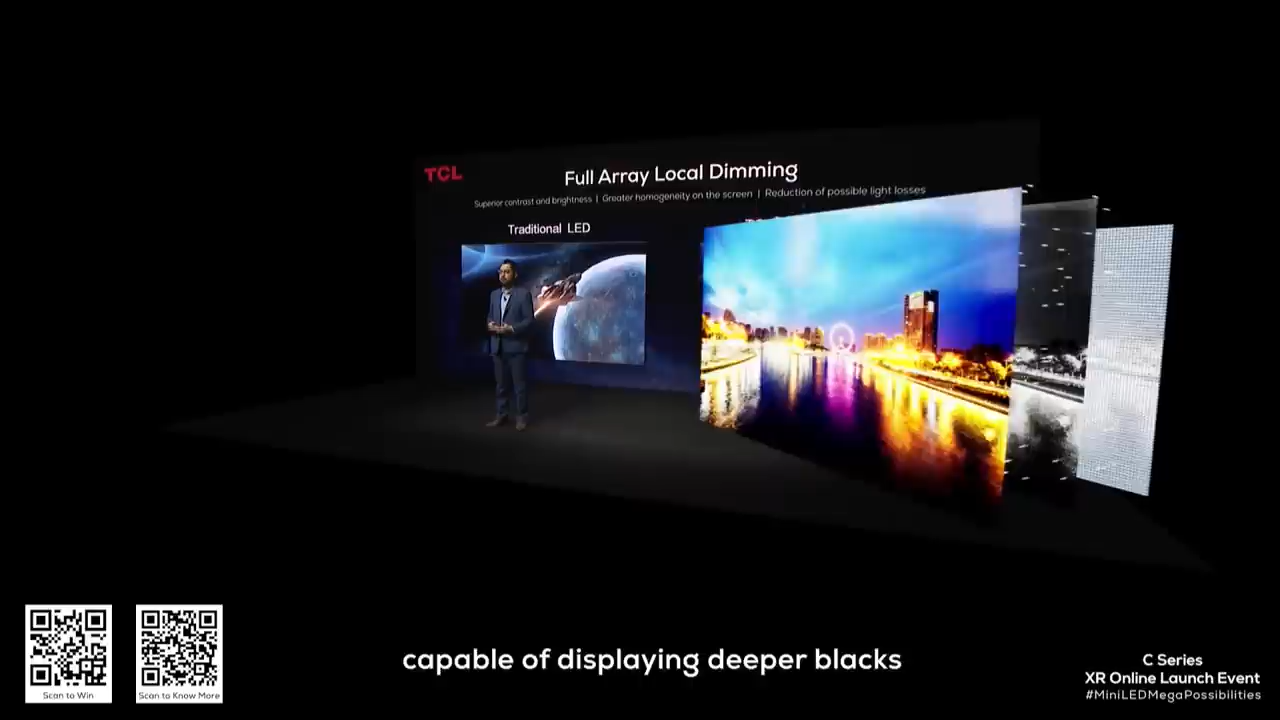 TCL
Full Array Local Dimming
Superior contrast and brightness | Greater homogeneity on the screen | Reduction of possible light losses
Traditional LED
capable of displaying deeper blacks
Scan to Win
Scan to Know More
C Series
XR Online Launch Event
#MiniLEDMegaPossibilities